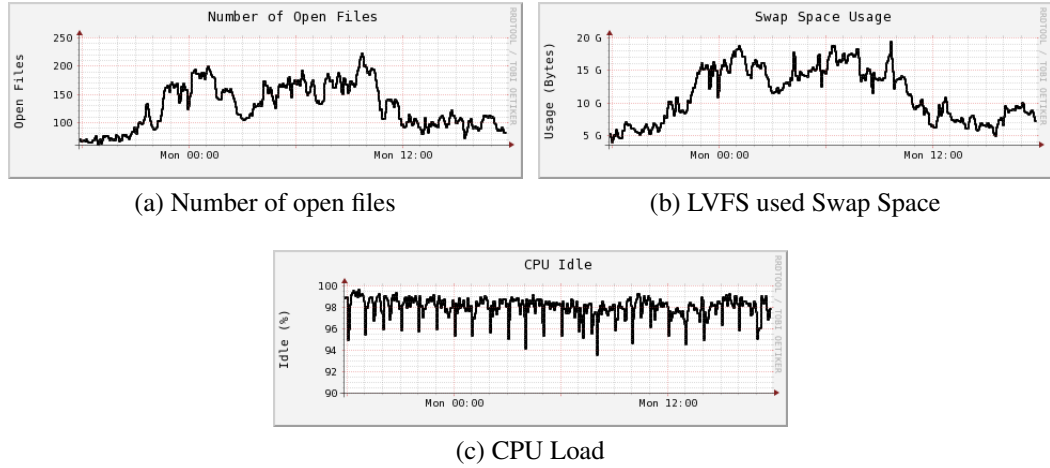 Number of Open Files
RRDTOOL / TOBI OETIKER
Open Files
250
200
150
100
Mon 00:00
Mon 12:00
(a) Number of open files
Swap Space Usage
RRDTOOL / TOBI OETIKER
Usage (Bytes)
20 G
15 G
10 G
5 G
Mon 00:00
Mon 12:00
(b) LVFS used Swap Space
CPU Idle
RRDTOOL / TOBI OETIKER
Idle (%)
100
98
96
94
92
90
Mon 00:00
Mon 12:00
(c) CPU Load